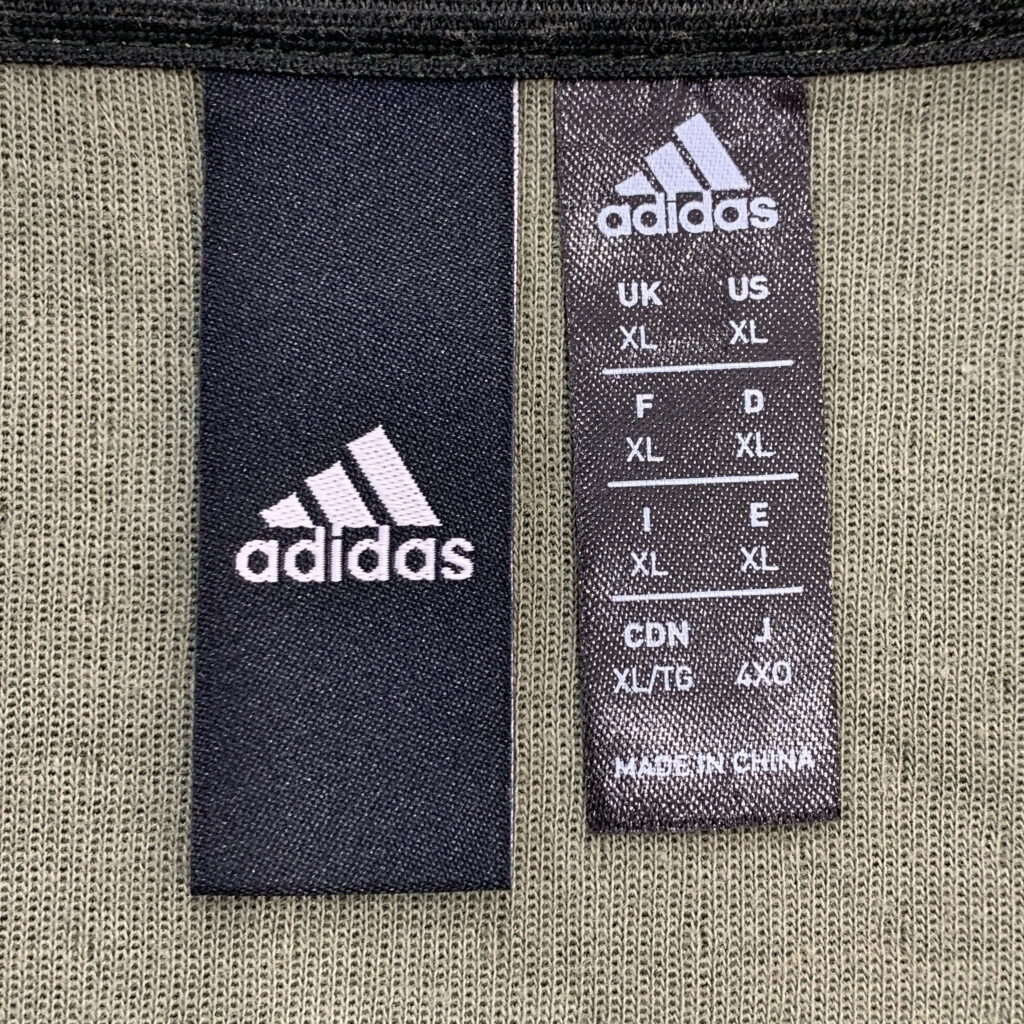 adidas
adidas
UK US
XL XL
F D
XL XL
I E
XL XL
CDN J
XL/TG 4XO
MADE IN CHINA